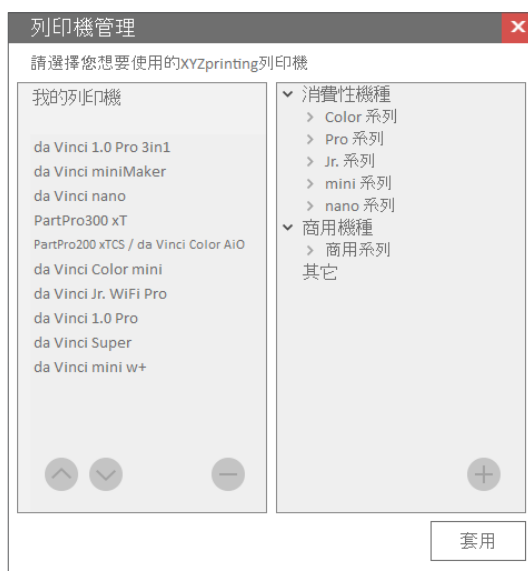 列印機管理
請選擇您想要使用的XYZprinting列印機
我的列印機
da Vinci 1.0 Pro 3in1
da Vinci miniMaker
da Vinci nano
PartPro300 xT
PartPro200 xTCS / da Vinci Color AiO
da Vinci Color mini
da Vinci Jr. WiFi Pro
da Vinci 1.0 Pro
da Vinci Super
da Vinci mini w+
消費性機種
Color 系列
Pro 系列
Jr. 系列
mini 系列
nano 系列
商用機種
商用系列
其它
套用